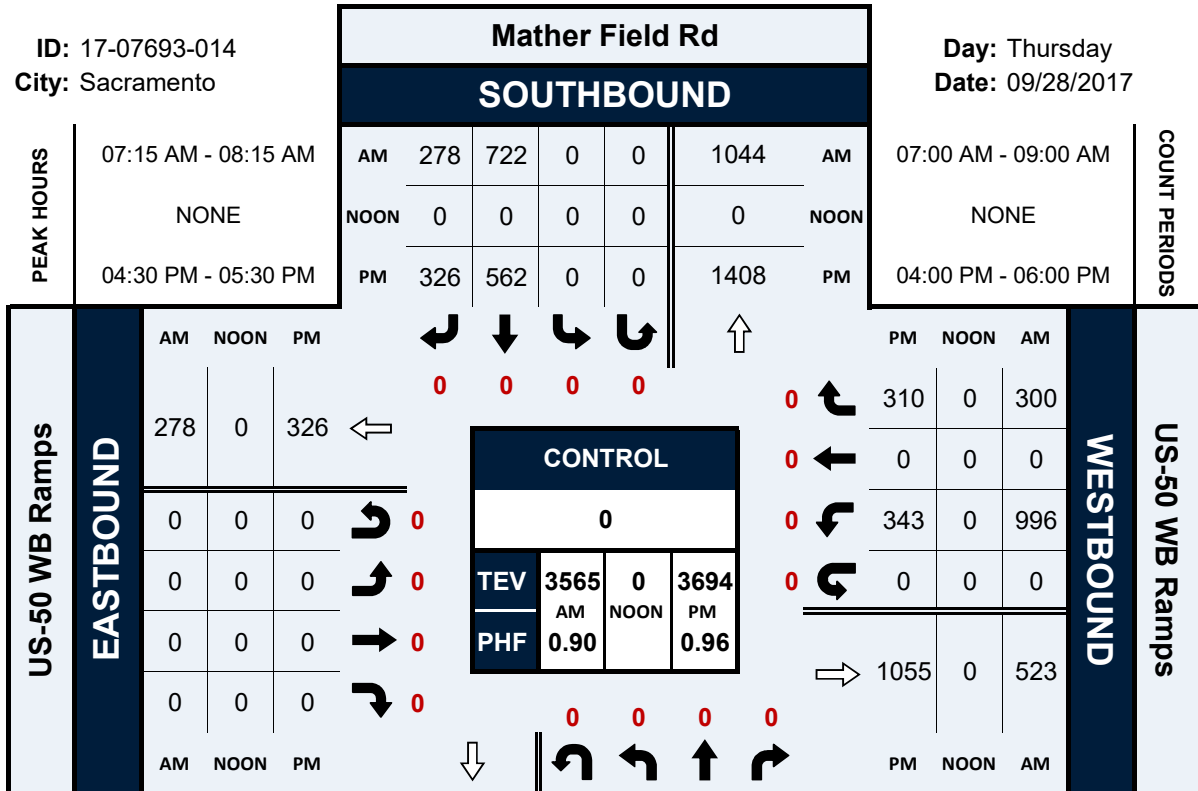 ID: 17-07693-014
City: Sacramento
Mather Field Rd
SOUTHBOUND
Day: Thursday
Date: 09/28/2017
PEAK HOURS
07:15 AM - 08:15 AM
NONE
04:30 PM - 05:30 PM
AM 278 722 0 0 1044 AM
NOON 0 0 0 0 0 NOON
PM 326 562 0 0 1408 PM
07:00 AM - 09:00 AM
NONE
04:00 PM - 06:00 PM
COUNT PERIODS
0 0 0 0
US-50 WB Ramps
EASTBOUND
AM NOON PM
278 0 326
0 0 0 0
0 0 0 0
0 0 0 0
0 0 0 0
AM NOON PM
CONTROL
0
TEV 3565 0 3694
AM NOON PM
PHF 0.90 0.96
PM NOON AM
0 310 0 300
0 0 0 0
0 343 0 996
0 0 0 0
1055 0 523
PM NOON AM
WESTBOUND
US-50 WB Ramps
0 0 0 0